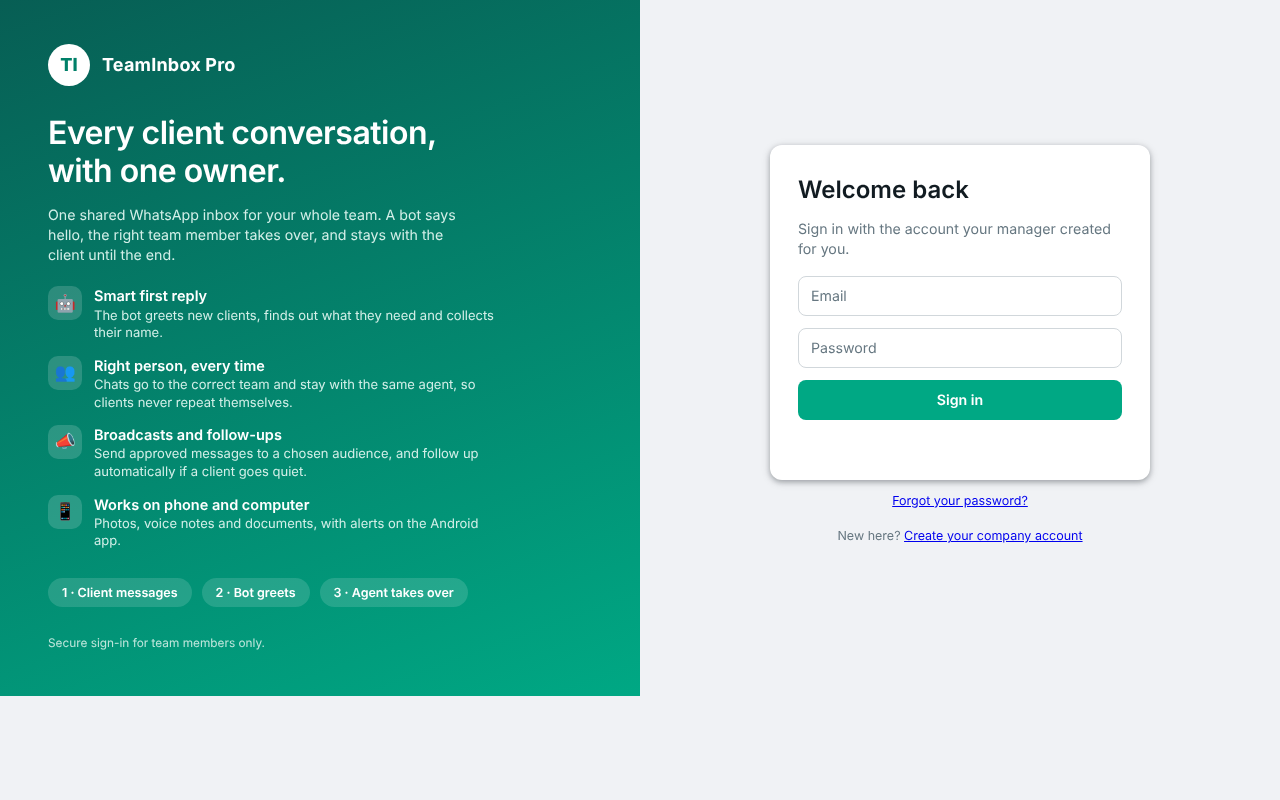 TI
TeamInbox Pro
Every client conversation,
with one owner.
One shared WhatsApp inbox for your whole team. A bot says
hello, the right team member takes over, and stays with the
client until the end.
Smart first reply
The bot greets new clients, finds out what they need and collects
their name.
Right person, every time
Chats go to the correct team and stay with the same agent, so
clients never repeat themselves.
Broadcasts and follow-ups
Send approved messages to a chosen audience, and follow up
automatically if a client goes quiet.
Works on phone and computer
Photos, voice notes and documents, with alerts on the Android
app.
1 · Client messages
2 · Bot greets
3 · Agent takes over
Secure sign-in for team members only.
Welcome back
Sign in with the account your manager created
for you.
Email
Password
Sign in
Forgot your password?
New here? Create your company account